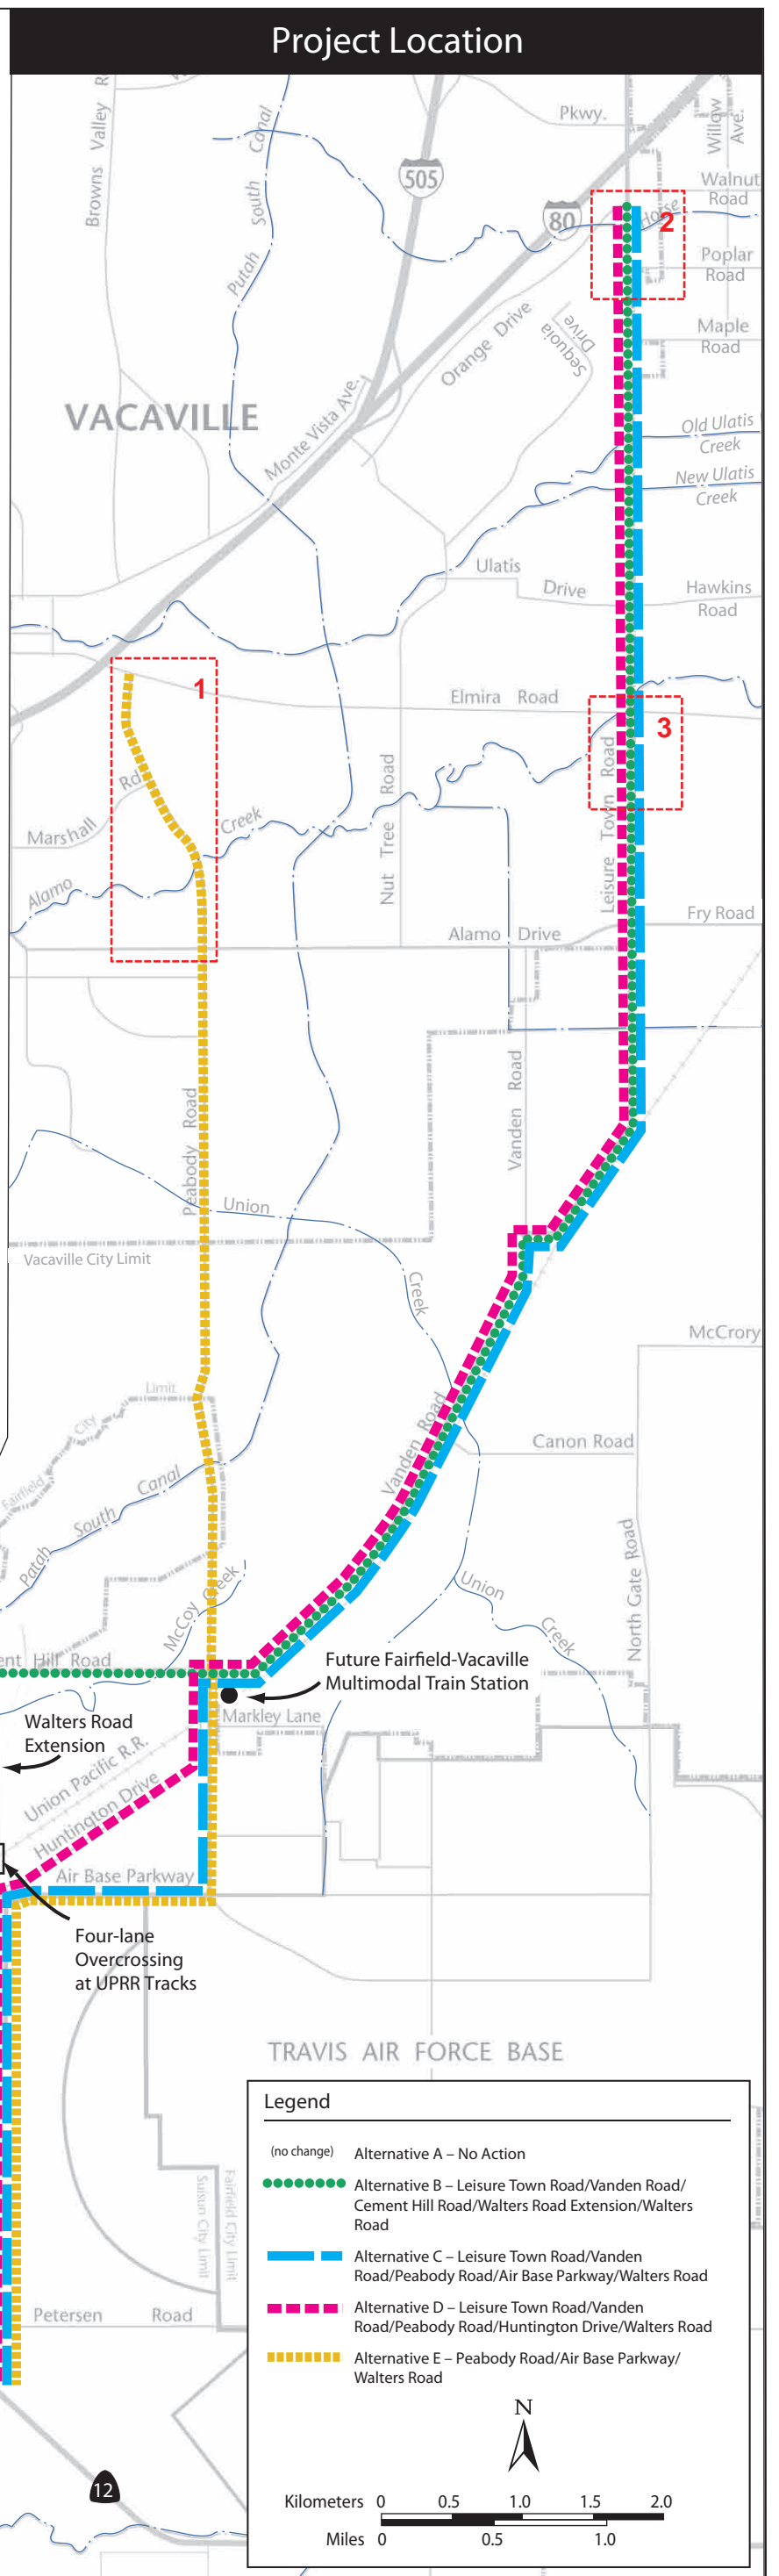 Project Location
Pkwy.
Willow
Ave.
Browns Valley R
South Canal
Putah
505
80
Walnut
Road
Horse
2
Poplar
Road
Maple
Road
Orange Drive
Sequoia
Drive
VACAVILLE
Monte Vista Ave.
Old Ulatis
Creek
New Ulatis
Creek
Ulatis
Drive
Hawkins
Road
1
Elmira Road
3
Rd
Marshall
Creek
Alamo
Nut Tree Road
Leisure Town Road
Fry Road
Alamo Drive
Peabody Road
Vanden Road
Union
Creek
Vacaville City Limit
McCrory
Limit
City
Fairfield
Vanden Road
Canon Road
Canal
South
Putah
North Gate Road
McCoy Creek
Union
Creek
ent Hill Road
Future Fairfield-Vacaville
Multimodal Train Station
Markley Lane
Walters Road
Extension
Union Pacific R.R.
Huntington Drive
Air Base Parkway
Four-lane
Overcrossing
at UPRR Tracks
TRAVIS AIR FORCE BASE
Suisun City Limit
Fairfield City Limit
Petersen Road
12
Legend
(no change) Alternative A – No Action
Alternative B – Leisure Town Road/Vanden Road/
Cement Hill Road/Walters Road Extension/Walters
Road
Alternative C – Leisure Town Road/Vanden
Road/Peabody Road/Air Base Parkway/Walters Road
Alternative D – Leisure Town Road/Vanden
Road/Peabody Road/Huntington Drive/Walters Road
Alternative E – Peabody Road/Air Base Parkway/
Walters Road
N
Kilometers 0 0.5 1.0 1.5 2.0
Miles 0 0.5 1.0